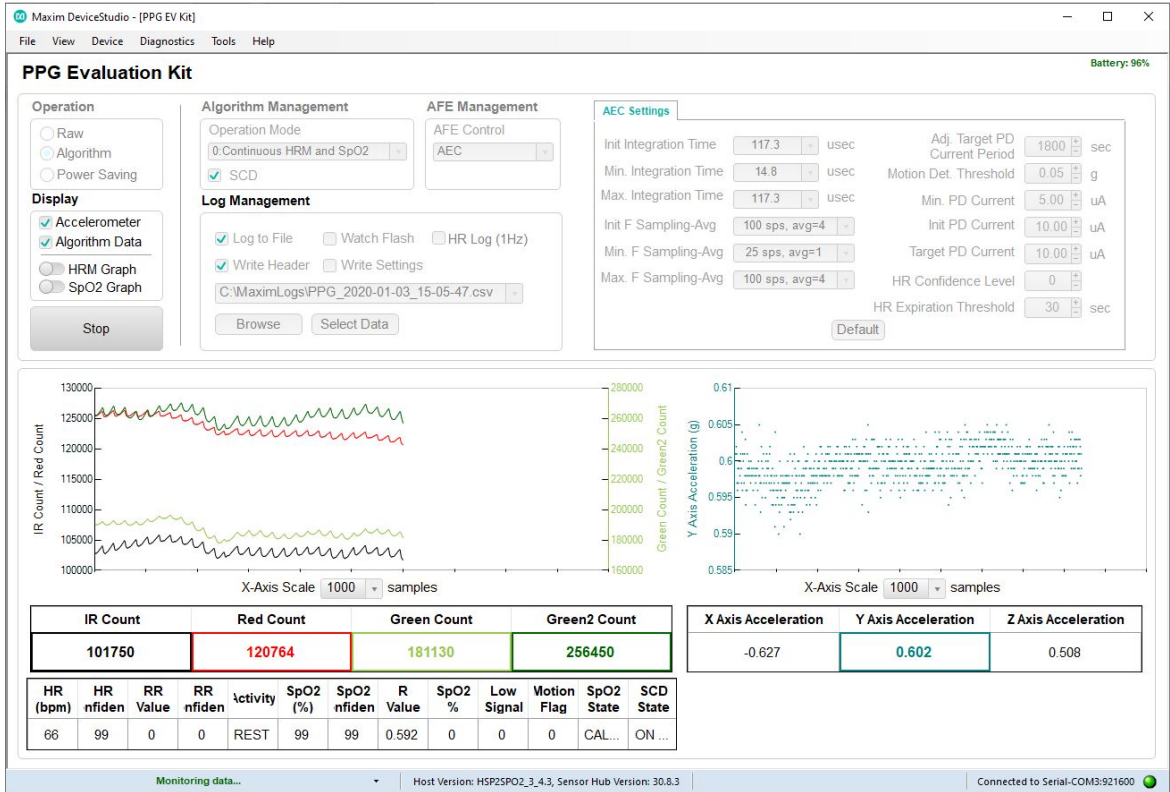 Maxim DeviceStudio - [PPG EV Kit]
File View Device Diagnostics Tools Help
PPG Evaluation Kit
Battery: 96%
Operation
Raw
Algorithm
Power Saving
Display
Accelerometer
Algorithm Data
HRM Graph
SpO2 Graph
Stop
Algorithm Management
Operation Mode
0:Continuous HRM and SpO2
SCD
AFE Management
AFE Control
AEC
Log Management
Log to File Watch Flash HR Log (1Hz)
Write Header Write Settings
C:\MaximLogs\PPG_2020-01-03_15-05-47.csv
Browse Select Data
AEC Settings
Init Integration Time 117.3 usec
Min. Integration Time 14.8 usec
Max. Integration Time 117.3 usec
Init F Sampling-Avg 100 sps, avg=4
Min. F Sampling-Avg 25 sps, avg=1
Max. F Sampling-Avg 100 sps, avg=4
Adj. Target PD
Current Period 1800 sec
Motion Det. Threshold 0.05 g
Min. PD Current 5.00 uA
Init PD Current 10.00 uA
Target PD Current 10.00 uA
HR Confidence Level 0
HR Expiration Threshold 30 sec
Default
IR Count / Red Count
130000
125000
120000
115000
110000
105000
100000
280000
260000
240000
220000
200000
180000
160000
Green Count / Green2 Count
X-Axis Scale 1000 samples
Y Axis Acceleration (g)
0.61
0.605
0.6
0.595
0.59
0.585
X-Axis Scale 1000 samples
IR Count Red Count Green Count Green2 Count
101750 120764 181130 256450
X Axis Acceleration Y Axis Acceleration Z Axis Acceleration
-0.627 0.602 0.508
HR HR RR RR Activity SpO2 SpO2 R SpO2 Low Motion SpO2 SCD
(bpm) nfiden Value nfiden (%) nfiden Value % Signal Flag State State
66 99 0 0 REST 99 99 0.592 0 0 0 CAL... ON ...
Monitoring data... Host Version: HSP2SPO2_3_4.3, Sensor Hub Version: 30.8.3 Connected to Serial-COM3:921600